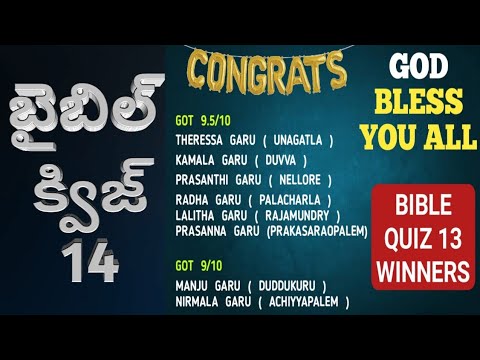 బైబిల్
క్విజ్
14
CONGRATS
GOT 9.5/10
THERESSA GARU ( UNAGATLA )
KAMALA GARU ( DUVVA )
PRASANTHI GARU ( NELLORE )
RADHA GARU ( PALACHARLA )
LALITHA GARU ( RAJAMUNDRY )
PRASANNA GARU (PRAKASARAOPALEM)
GOT 9/10
MANJU GARU ( DUDDUKURU )
NIRMALA GARU ( ACHIYYAPALEM )
GOD
BLESS
YOU ALL
BIBLE
QUIZ 13
WINNERS